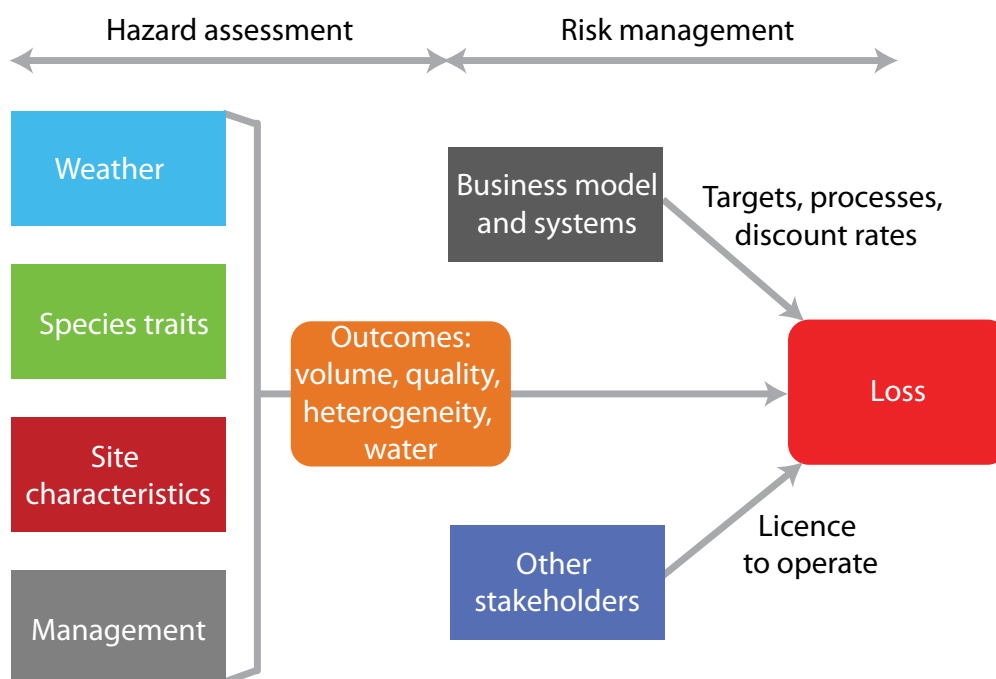 Hazard assessment
Risk management
Weather
Species traits
Site
characteristics
Management
Outcomes:
volume, quality,
heterogeneity,
water
Business model
and systems
Targets, processes,
discount rates
Loss
Other
stakeholders
Licence
to operate